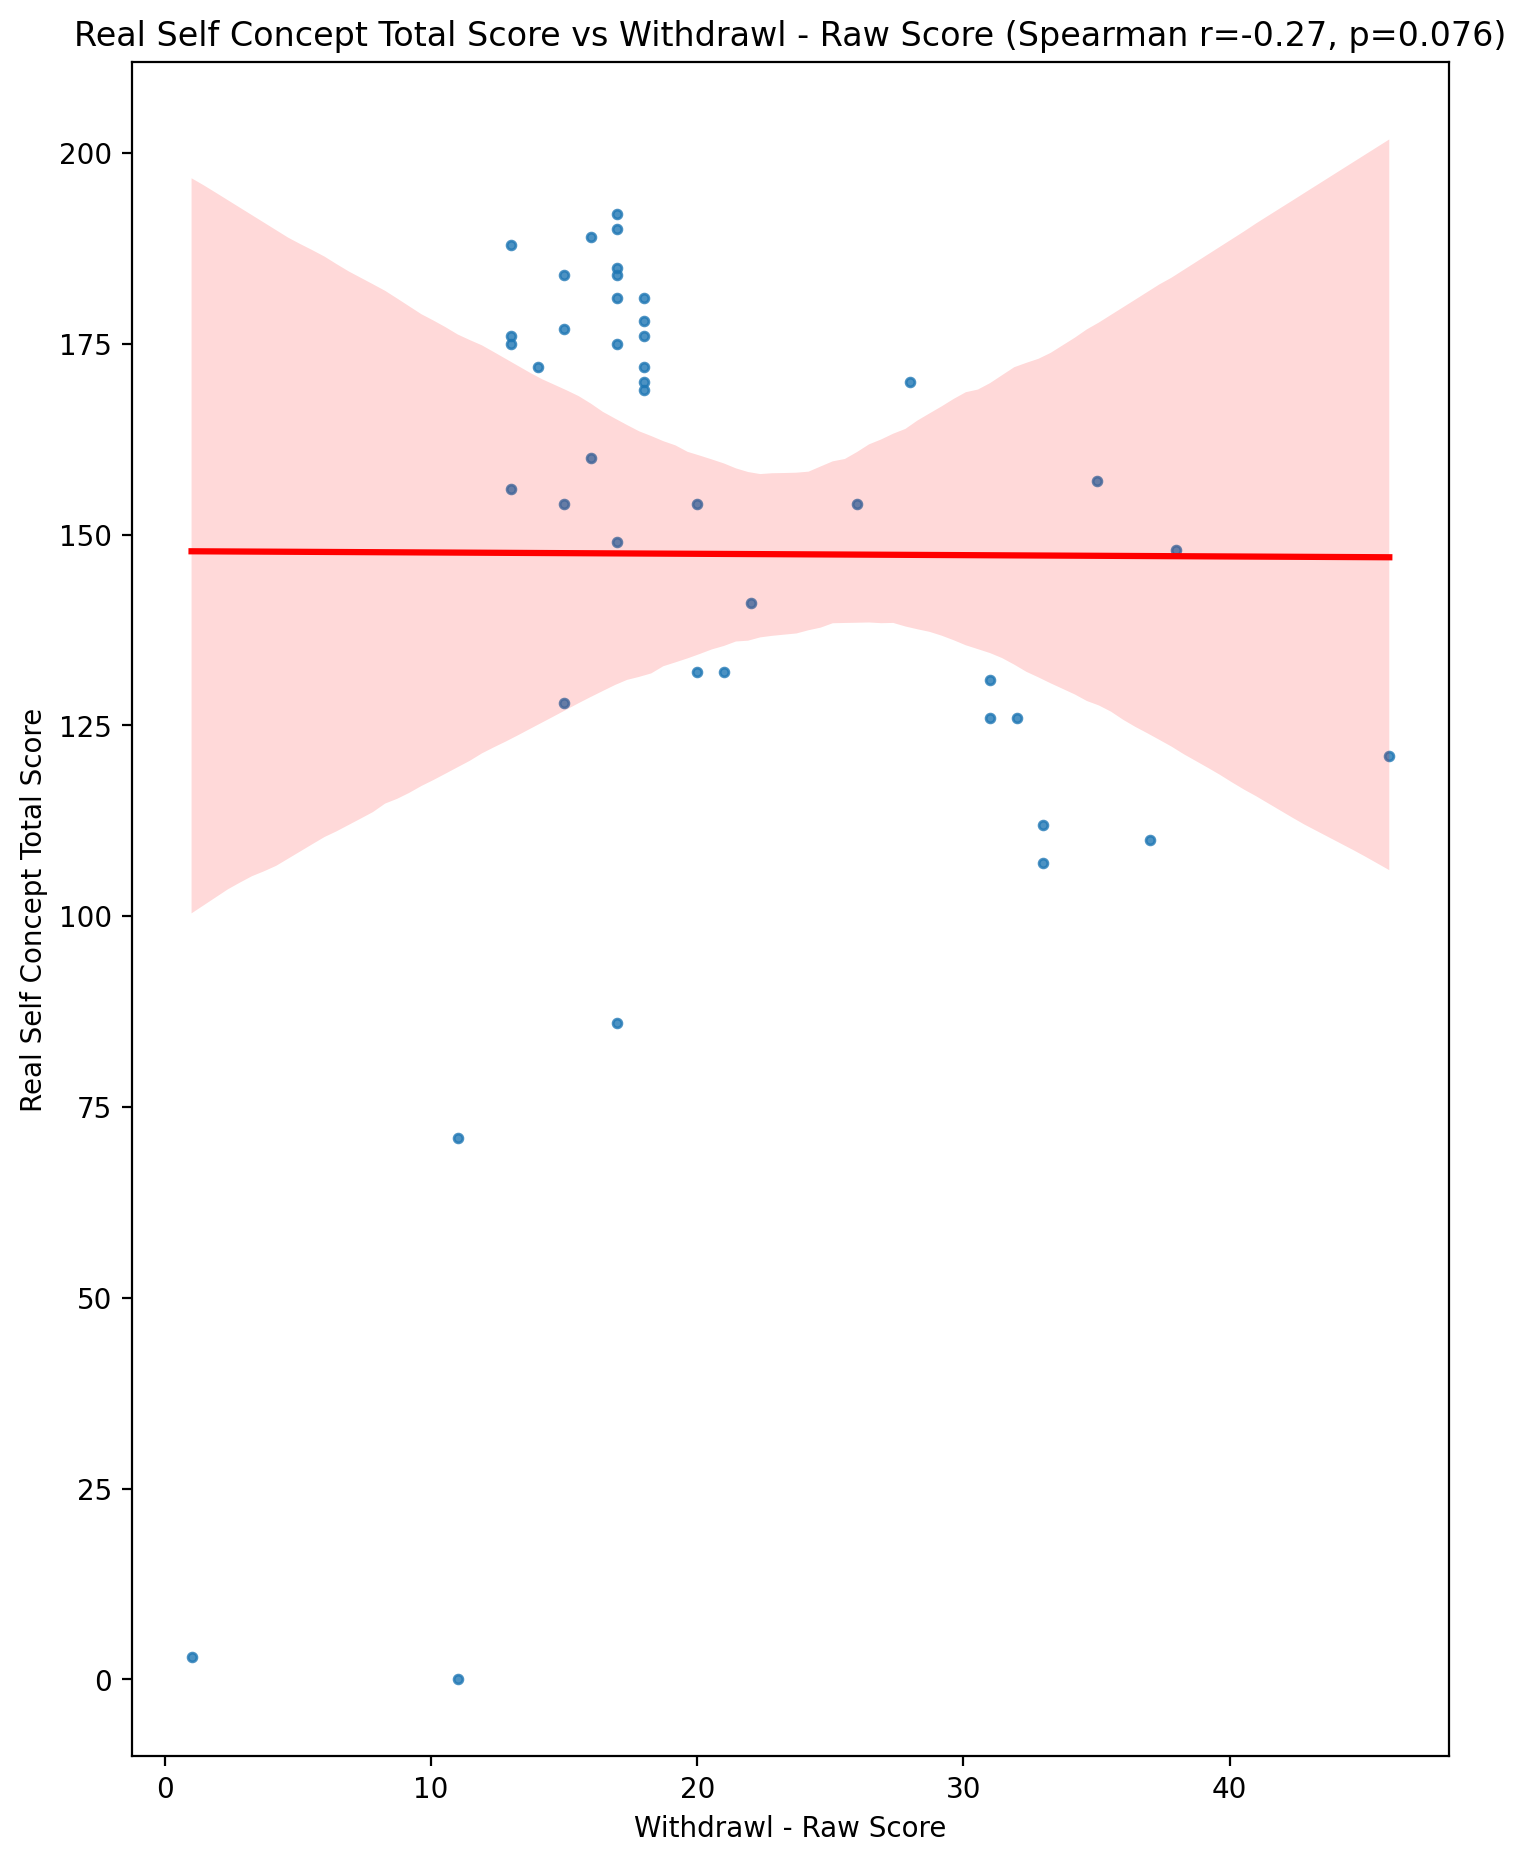 Real Self Concept Total Score vs Withdrawl - Raw Score (Spearman r=-0.27, p=0.076)
200
175
150
125
100
75
50
25
0
Real Self Concept Total Score
0 10 20 30 40
Withdrawl - Raw Score